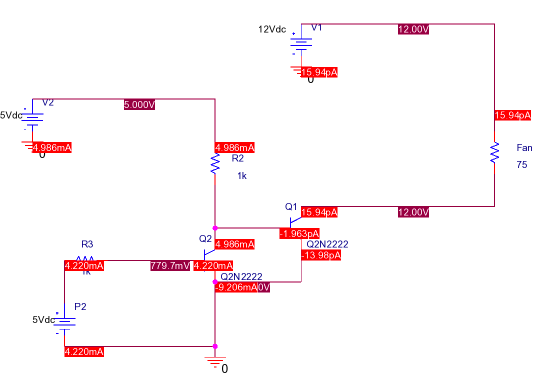 12Vdc
V1
12.00V
15.94pA
0
V2
5.000V
5Vdc
15.94pA
4.986mA
0
4.986mA
R2
1k
Fan
75
Q1
15.94pA
12.00V
-1.963pA
Q2
4.986mA
Q2N2222
R3
-13.98pA
4.220mA
1k
779.7mV
4.220mA
Q2N2222
-9.206mA
0V
P2
5Vdc
4.220mA
0